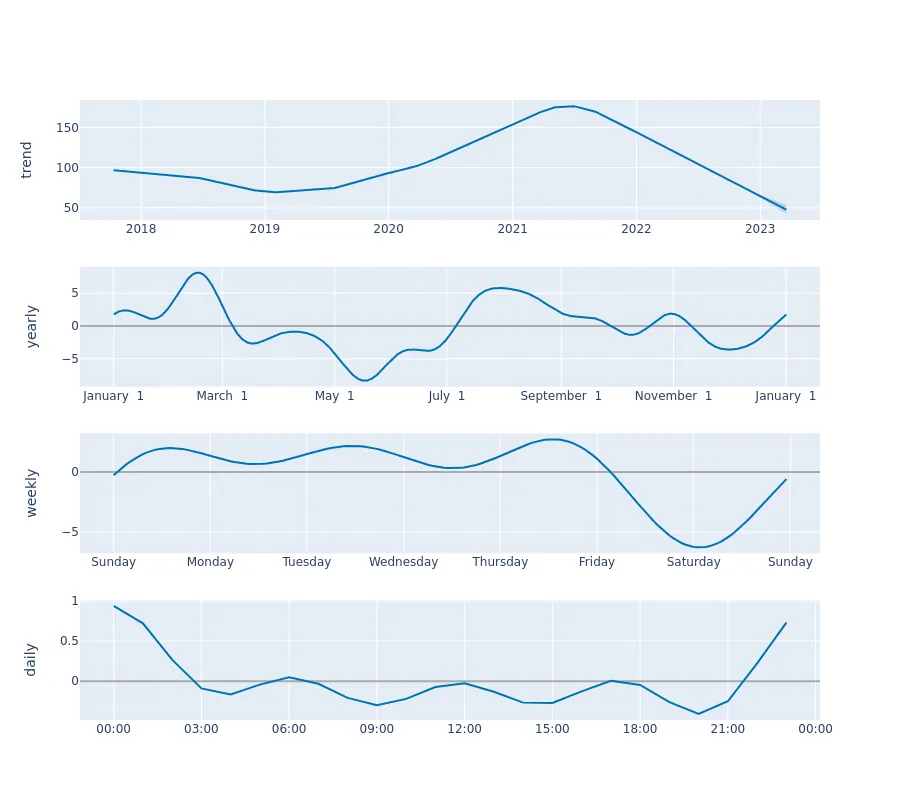 trend
150
100
50
2018 2019 2020 2021 2022 2023
yearly
5
0
−5
January 1 March 1 May 1 July 1 September 1 November 1 January 1
weekly
0
−5
Sunday Monday Tuesday Wednesday Thursday Friday Saturday Sunday
daily
1
0.5
0
00:00 03:00 06:00 09:00 12:00 15:00 18:00 21:00 00:00